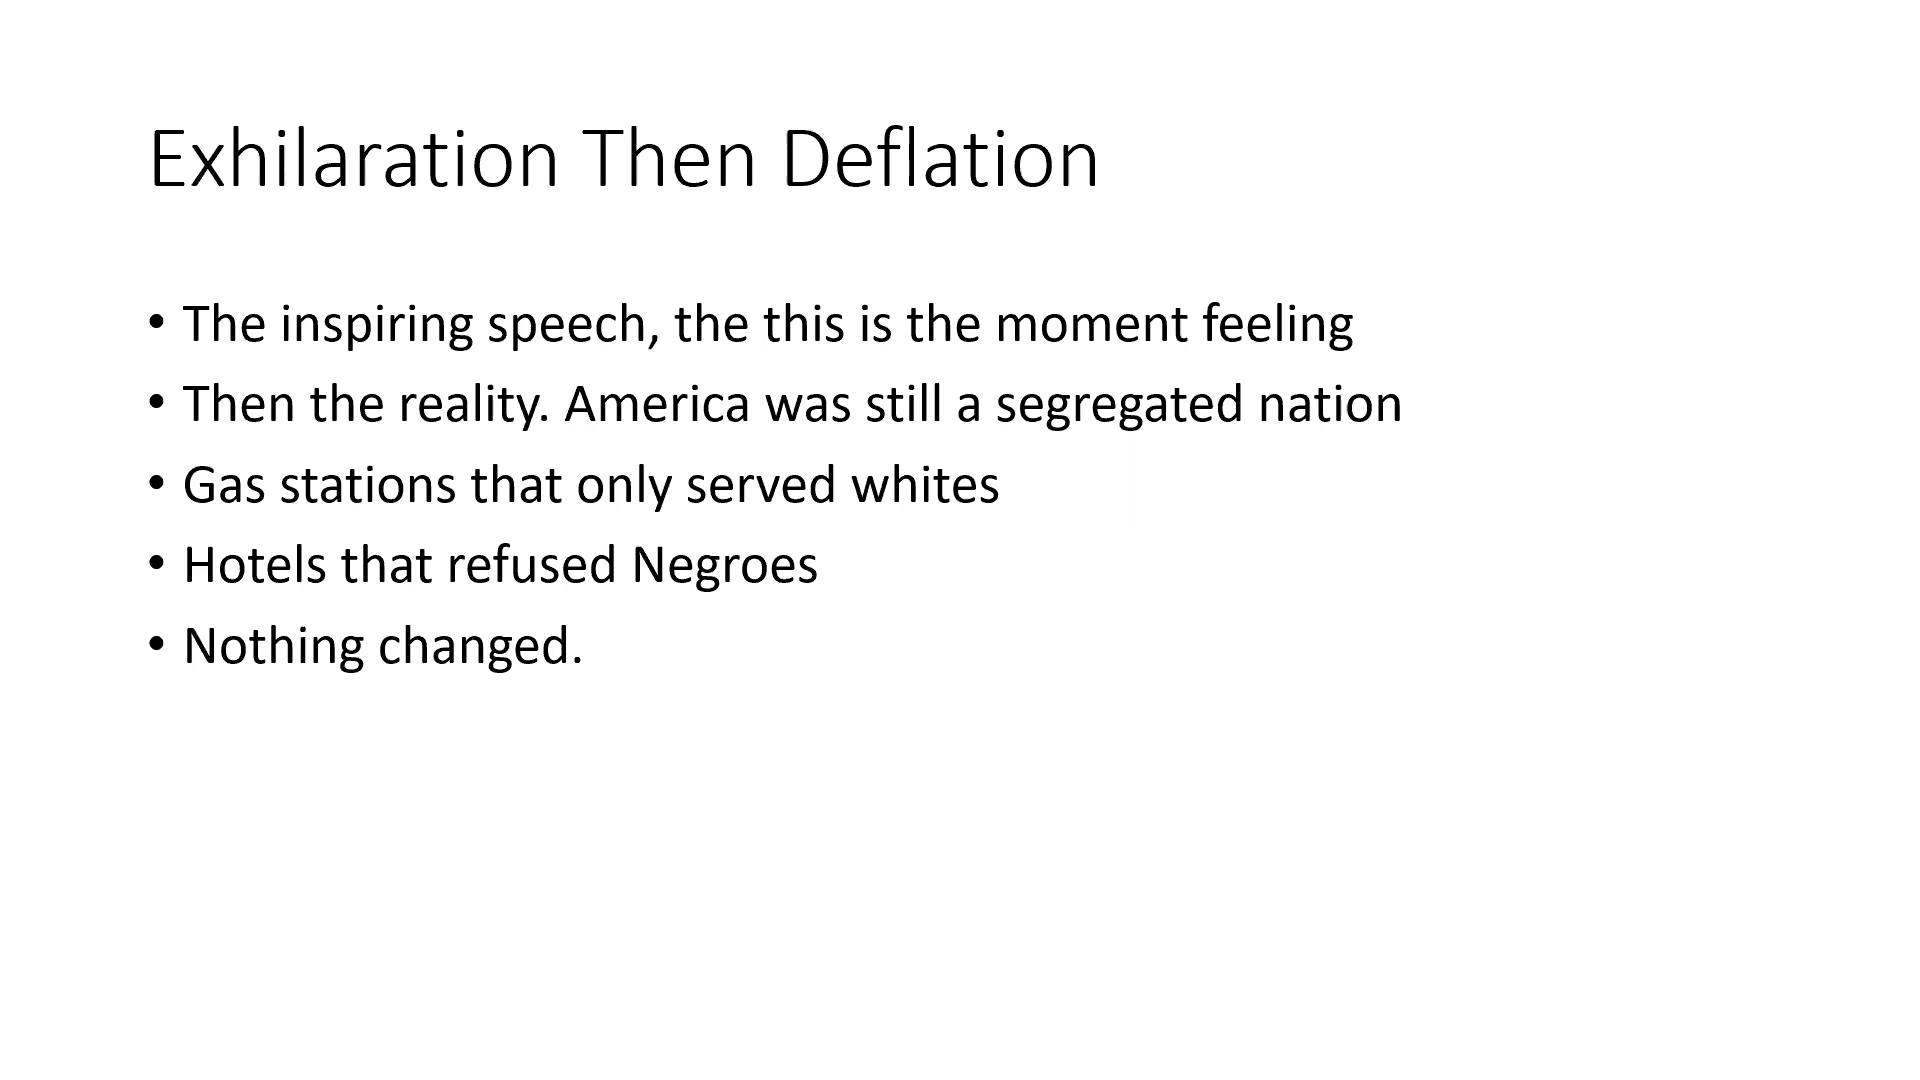 Exhilaration Then Deflation
• The inspiring speech, the this is the moment feeling
• Then the reality. America was still a segregated nation
• Gas stations that only served whites
• Hotels that refused Negroes
• Nothing changed.